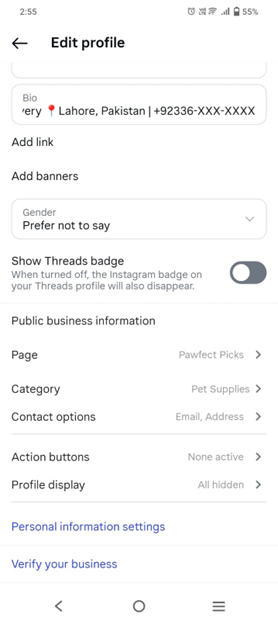 2:55
55%
Edit profile
Bio
very 📍Lahore, Pakistan | +92336-XXX-XXXX
Add link
Add banners
Gender
Prefer not to say
Show Threads badge
When turned off, the Instagram badge on
your Threads profile will also disappear.
Public business information
Page Pawfect Picks
Category Pet Supplies
Contact options Email, Address
Action buttons None active
Profile display All hidden
Personal information settings
Verify your business